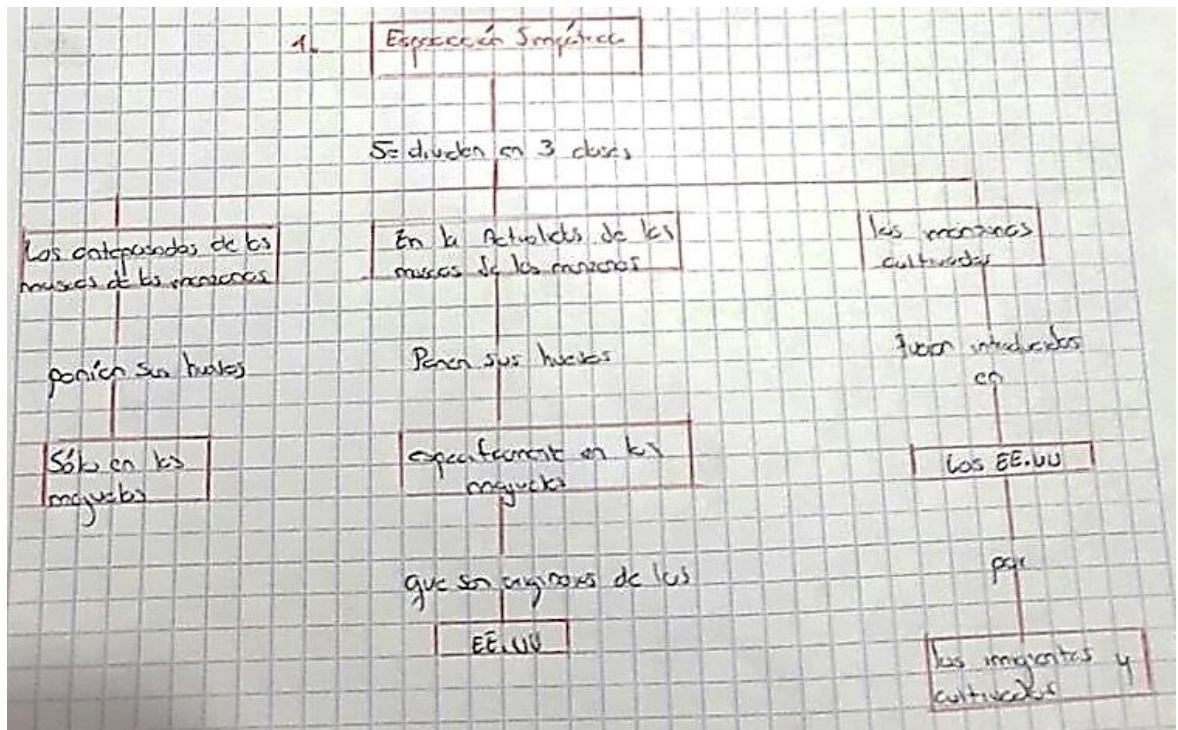 1. Especiación Simpátrica
Se dividen en 3 clases
Los antepasados de las
moscas de las manzanas
ponían sus huevos
Sólo en los
majuelos
En la Actualidad de las
moscas de las manzanas
Ponen sus huevos
específicamente en los
majuelos
que son originarios de los
EE.UU
las manzanas
cultivadas
fueron introducidas
en
Los EE.UU
por
los inmigrantes y
cultivados